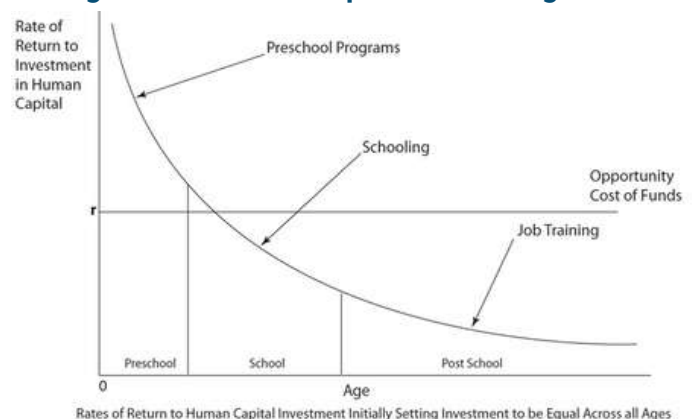 Rate of
Return to
Investment
in Human
Capital
Preschool Programs
Schooling
Opportunity
Cost of Funds
r
Job Training
Preschool
School
Post School
0
Age
Rates of Return to Human Capital Investment Initially Setting Investment to be Equal Across all Ages